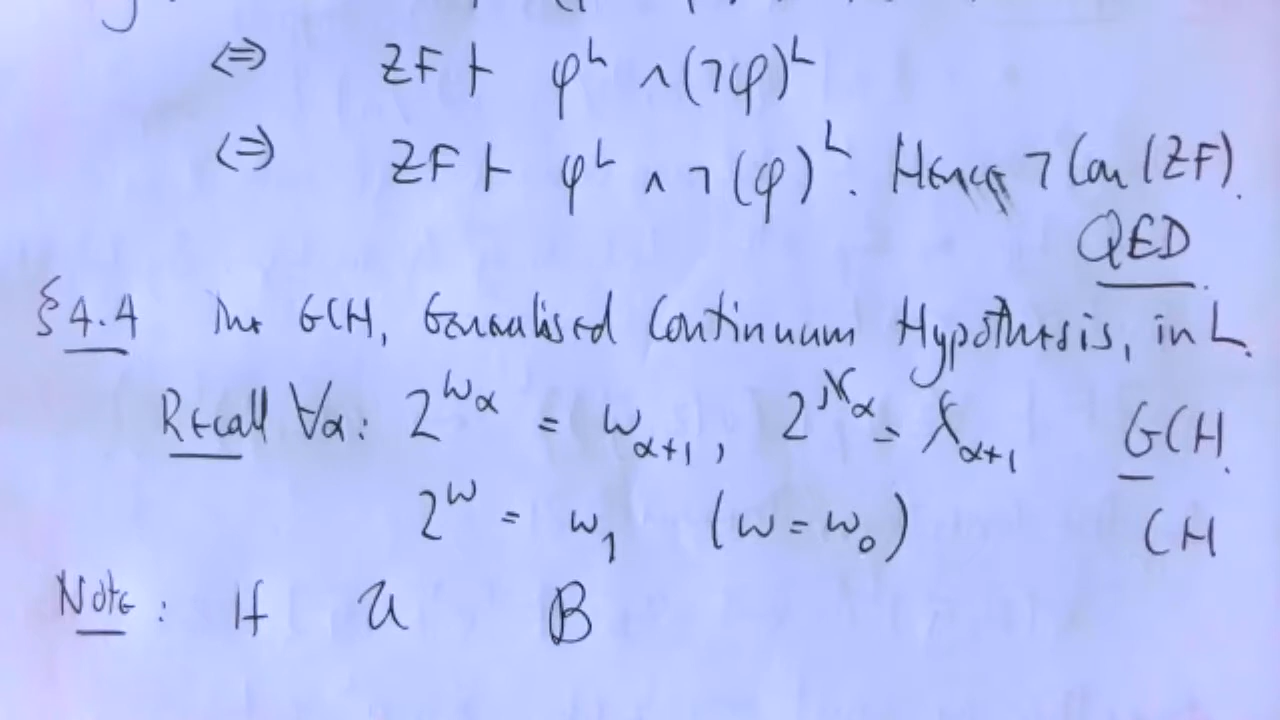 ⇔ ZF ⊢ φ^L ∧ (¬φ)^L
⇔ ZF ⊢ φ^L ∧ ¬(φ)^L. Hence ¬Con(ZF).
QED
§4.4 The GCH, Generalised Continuum Hypothesis, in L.
Recall ∀α: 2^{ω_α} = ω_{α+1}, 2^{ℵ_α} = ℵ_{α+1} GCH.
2^ω = ω_1 (ω = ω_0) CH
Note: If 𝔄 B